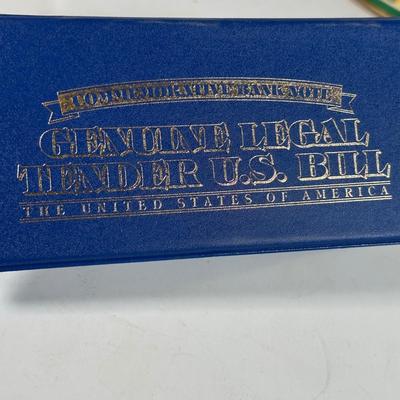 COMMEMORATIVE BANK NOTE
GENUINE LEGAL
TENDER U.S. BILL
THE UNITED STATES OF AMERICA